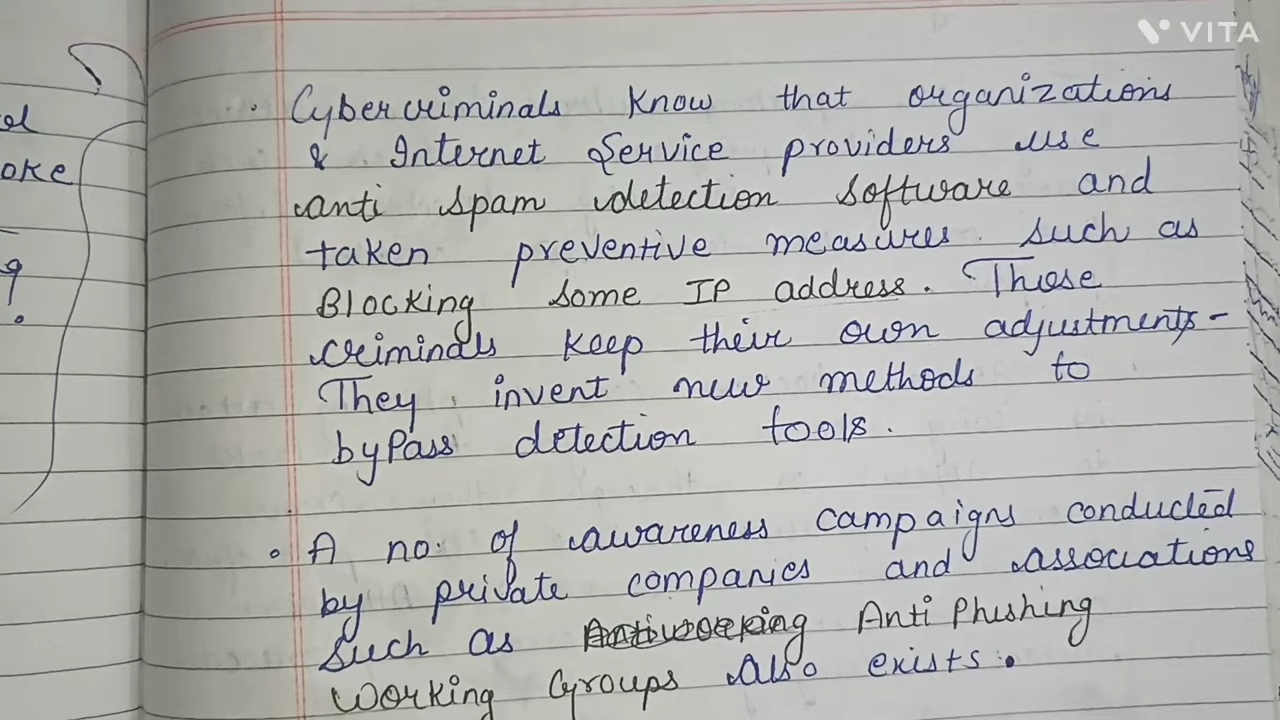 VITA
el
oke
g
• Cybercriminals know that organizations
& Internet Service providers use
anti spam detection software and
taken preventive measures such as
Blocking some IP address. These
criminals keep their own adjustments-
They invent new methods to
bypass detection tools.
• A no. of awareness campaigns conducted
by private companies and associations
such as Antiworking Anti Phishing
working Groups also exists.